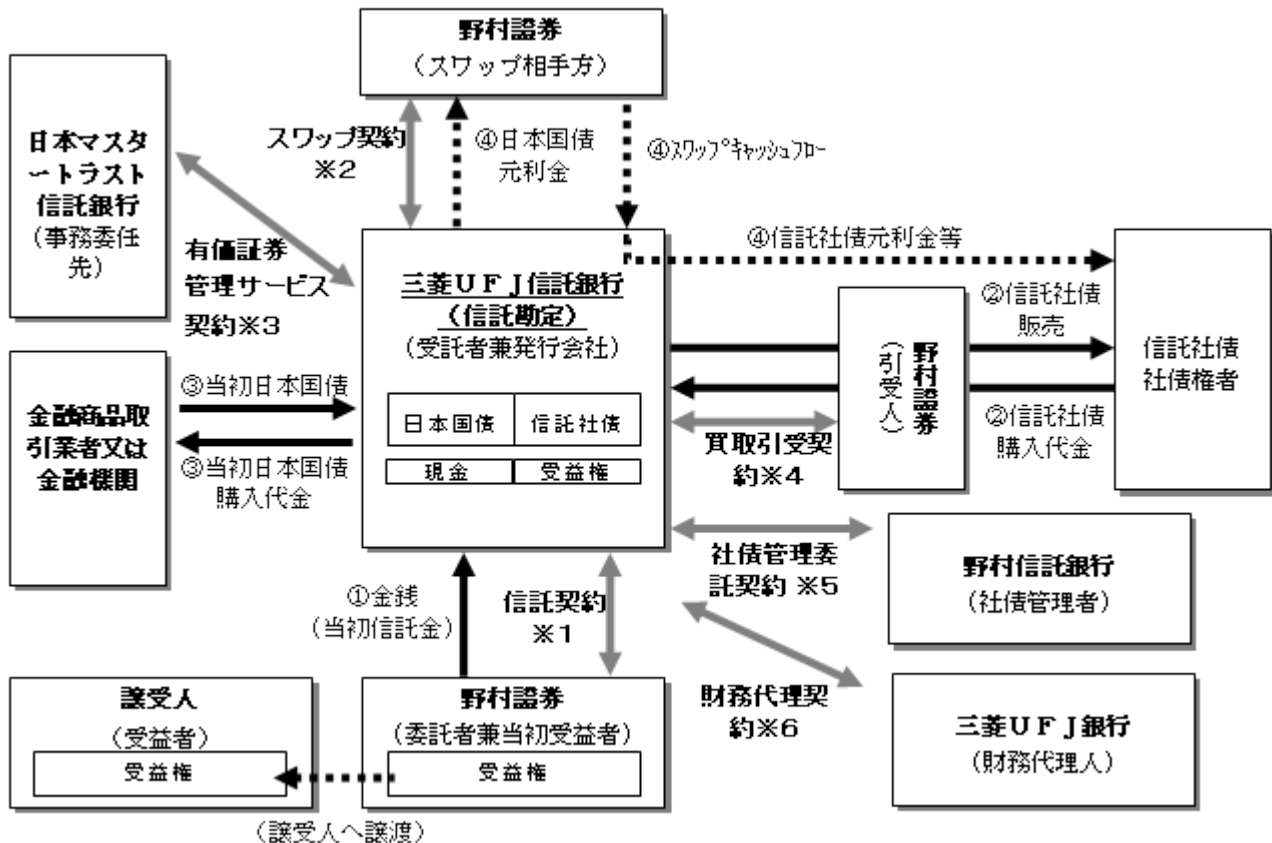 野村證券
（スワップ相手方）
日本マスタ
ートラスト
信託銀行
（事務委任
先）
スワップ契約
※2
④日本国債
元利金
④ｽﾜｯﾌﾟｷｬｯｼｭﾌﾛｰ
有価証券
管理サービス
契約※3
三菱ＵＦＪ信託銀行
（信託勘定）
（受託者兼発行会社）
日本国債
信託社債
現金
受益権
④信託社債元利金等
②信託社債
販売
野村證券
（引受人）
信託社債
社債権者
②信託社債
購入代金
買取引受契
約※4
金融商品取
引業者又は
金融機関
③当初日本国債
③当初日本国債
購入代金
社債管理委
託契約 ※5
野村信託銀行
（社債管理者）
①金銭
（当初信託金）
信託契約
※1
財務代理契
約※6
三菱ＵＦＪ銀行
（財務代理人）
譲受人
（受益者）
受益権
野村證券
（委託者兼当初受益者）
受益権
（譲受人へ譲渡）